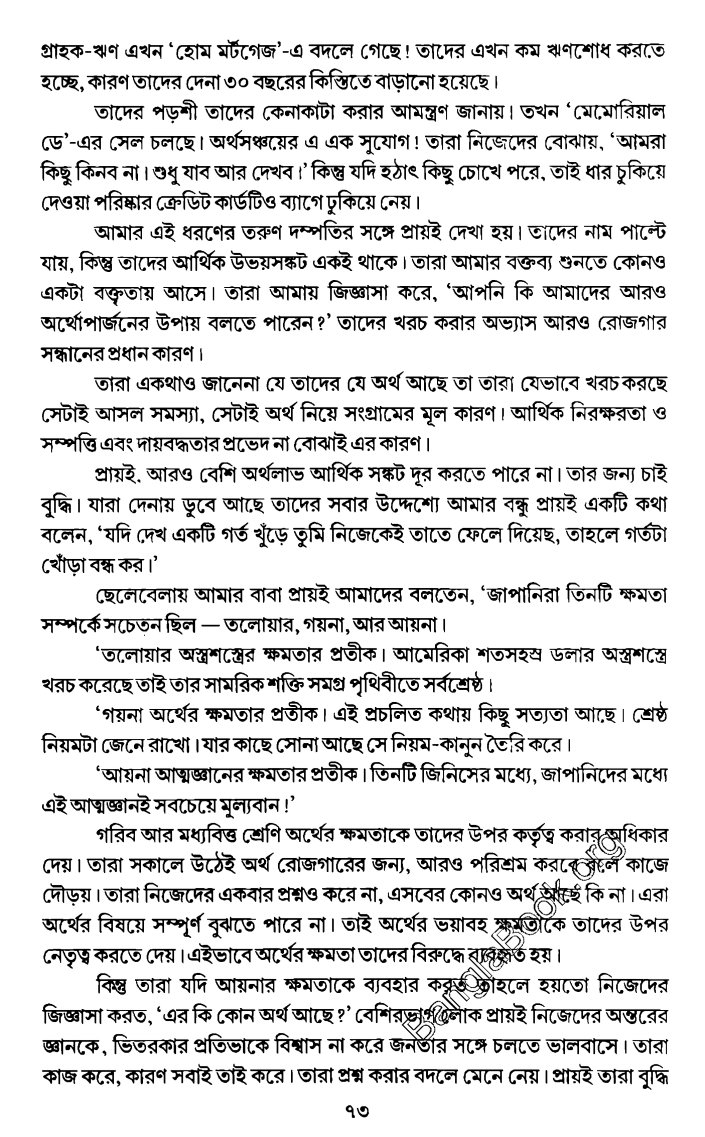 গ্রাহক-ঋণ এখন ‘হোম মর্টগেজ’-এ বদলে গেছে! তাদের এখন কম ঋণশোধ করতে
হচ্ছে, কারণ তাদের দেনা ৩০ বছরের কিস্তিতে বাড়ানো হয়েছে।
তাদের পড়শী তাদের কেনাকাটা করার আমন্ত্রণ জানায়। তখন ‘মেমোরিয়াল
ডে’-এর সেল চলছে। অর্থসঞ্চয়ের এ এক সুযোগ! তারা নিজেদের বোঝায়, ‘আমরা
কিছু কিনব না। শুধু যাব আর দেখব।’ কিন্তু যদি হঠাৎ কিছু চোখে পরে, তাই ধার চুকিয়ে
দেওয়া পরিষ্কার ক্রেডিট কার্ডটিও ব্যাগে ঢুকিয়ে নেয়।
আমার এই ধরণের তরুণ দম্পতির সঙ্গে প্রায়ই দেখা হয়। তাদের নাম পাল্টে
যায়, কিন্তু তাদের আর্থিক উভয়সঙ্কট একই থাকে। তারা আমার বক্তব্য শুনতে কোনও
একটা বক্তৃতায় আসে। তারা আমায় জিজ্ঞাসা করে, ‘আপনি কি আমাদের আরও
অর্থোপার্জনের উপায় বলতে পারেন?’ তাদের খরচ করার অভ্যাস আরও রোজগার
সন্ধানের প্রধান কারণ।
তারা একথাও জানেনা যে তাদের যে অর্থ আছে তা তারা যেভাবে খরচ করছে
সেটাই আসল সমস্যা, সেটাই অর্থ নিয়ে সংগ্রামের মূল কারণ। আর্থিক নিরক্ষরতা ও
সম্পত্তি এবং দায়বদ্ধতার প্রভেদ না বোঝাই এর কারণ।
প্রায়ই. আরও বেশি অর্থলাভ আর্থিক সঙ্কট দূর করতে পারে না। তার জন্য চাই
বুদ্ধি। যারা দেনায় ডুবে আছে তাদের সবার উদ্দেশ্যে আমার বন্ধু প্রায়ই একটি কথা
বলেন, ‘যদি দেখ একটি গর্ত খুঁড়ে তুমি নিজেকেই তাতে ফেলে দিয়েছ, তাহলে গর্তটা
খোঁড়া বন্ধ কর।’
ছেলেবেলায় আমার বাবা প্রায়ই আমাদের বলতেন, ‘জাপানিরা তিনটি ক্ষমতা
সম্পর্কে সচেতন ছিল — তলোয়ার, গয়না, আর আয়না।
‘তলোয়ার অস্ত্রশস্ত্রের ক্ষমতার প্রতীক। আমেরিকা শতসহস্র ডলার অস্ত্রশস্ত্রে
খরচ করেছে তাই তার সামরিক শক্তি সমগ্র পৃথিবীতে সর্বশ্রেষ্ঠ।
‘গয়না অর্থের ক্ষমতার প্রতীক। এই প্রচলিত কথায় কিছু সত্যতা আছে। শ্রেষ্ঠ
নিয়মটা জেনে রাখো। যার কাছে সোনা আছে সে নিয়ম-কানুন তৈরি করে।
‘আয়না আত্মজ্ঞানের ক্ষমতার প্রতীক। তিনটি জিনিসের মধ্যে, জাপানিদের মধ্যে
এই আত্মজ্ঞানই সবচেয়ে মূল্যবান!’
গরিব আর মধ্যবিত্ত শ্রেণি অর্থের ক্ষমতাকে তাদের উপর কর্তৃত্ব করার অধিকার
দেয়। তারা সকালে উঠেই অর্থ রোজগারের জন্য, আরও পরিশ্রম করবে বলে কাজে
দৌড়য়। তারা নিজেদের একবার প্রশ্নও করে না, এসবের কোনও অর্থ আছে কি না। এরা
অর্থের বিষয়ে সম্পূর্ণ বুঝতে পারে না। তাই অর্থের ভয়াবহ ক্ষমতাকে তাদের উপর
নেতৃত্ব করতে দেয়। এইভাবে অর্থের ক্ষমতা তাদের বিরুদ্ধে ব্যবহৃত হয়।
কিন্তু তারা যদি আয়নার ক্ষমতাকে ব্যবহার করত তাহলে হয়তো নিজেদের
জিজ্ঞাসা করত, ‘এর কি কোন অর্থ আছে?’ বেশিরভাগ লোক প্রায়ই নিজেদের অন্তরের
জ্ঞানকে, ভিতরকার প্রতিভাকে বিশ্বাস না করে জনতার সঙ্গে চলতে ভালবাসে। তারা
কাজ করে, কারণ সবাই তাই করে। তারা প্রশ্ন করার বদলে মেনে নেয়। প্রায়ই তারা বুদ্ধি
৭৩
BanglaBook.org